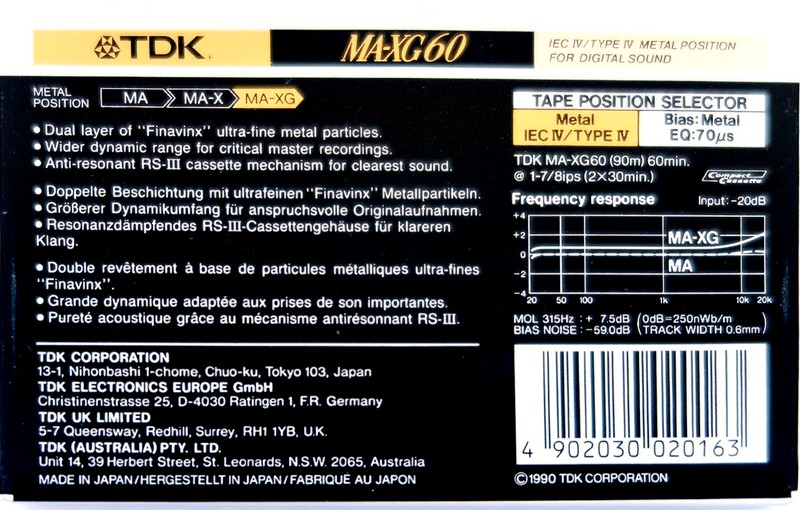 TDK MA-XG60 IEC IV/TYPE IV METAL POSITION
FOR DIGITAL SOUND
METAL
POSITION
MA MA-X MA-XG
• Dual layer of "Finavinx" ultra-fine metal particles.
• Wider dynamic range for critical master recordings.
• Anti-resonant RS-III cassette mechanism for clearest sound.
• Doppelte Beschichtung mit ultrafeinen "Finavinx" Metallpartikeln.
• Größerer Dynamikumfang für anspruchsvolle Originalaufnahmen.
• Resonanzdämpfendes RS-III-Cassettengehäuse für klareren
Klang.
• Double revêtement à base de particules métalliques ultra-fines
"Finavinx".
• Grande dynamique adaptée aux prises de son importantes.
• Pureté acoustique grâce au mécanisme antirésonnant RS-III.
TDK CORPORATION
13-1, Nihonbashi 1-chome, Chuo-ku, Tokyo 103, Japan
TDK ELECTRONICS EUROPE GmbH
Christinenstrasse 25, D-4030 Ratingen 1, F.R. Germany
TDK UK LIMITED
5-7 Queensway, Redhill, Surrey, RH1 1YB, U.K.
TDK (AUSTRALIA) PTY. LTD.
Unit 14, 39 Herbert Street, St. Leonards, N.S.W. 2065, Australia
MADE IN JAPAN/HERGESTELLT IN JAPAN/FABRIQUÉ AU JAPON
TAPE POSITION SELECTOR
Metal
IEC IV/TYPE IV
Bias: Metal
EQ:70µs
TDK MA-XG60 (90m) 60min.
@ 1-7/8ips (2×30min.)
Compact Cassette
Frequency response Input: -20dB
+4
+2
0
-2
-4
MA-XG
MA
20 50 100 1k 10k 20k
MOL 315Hz : + 7.5dB (0dB=250nWb/m
BIAS NOISE : -59.0dB TRACK WIDTH 0.6mm)
4 902030 020163
©1990 TDK CORPORATION